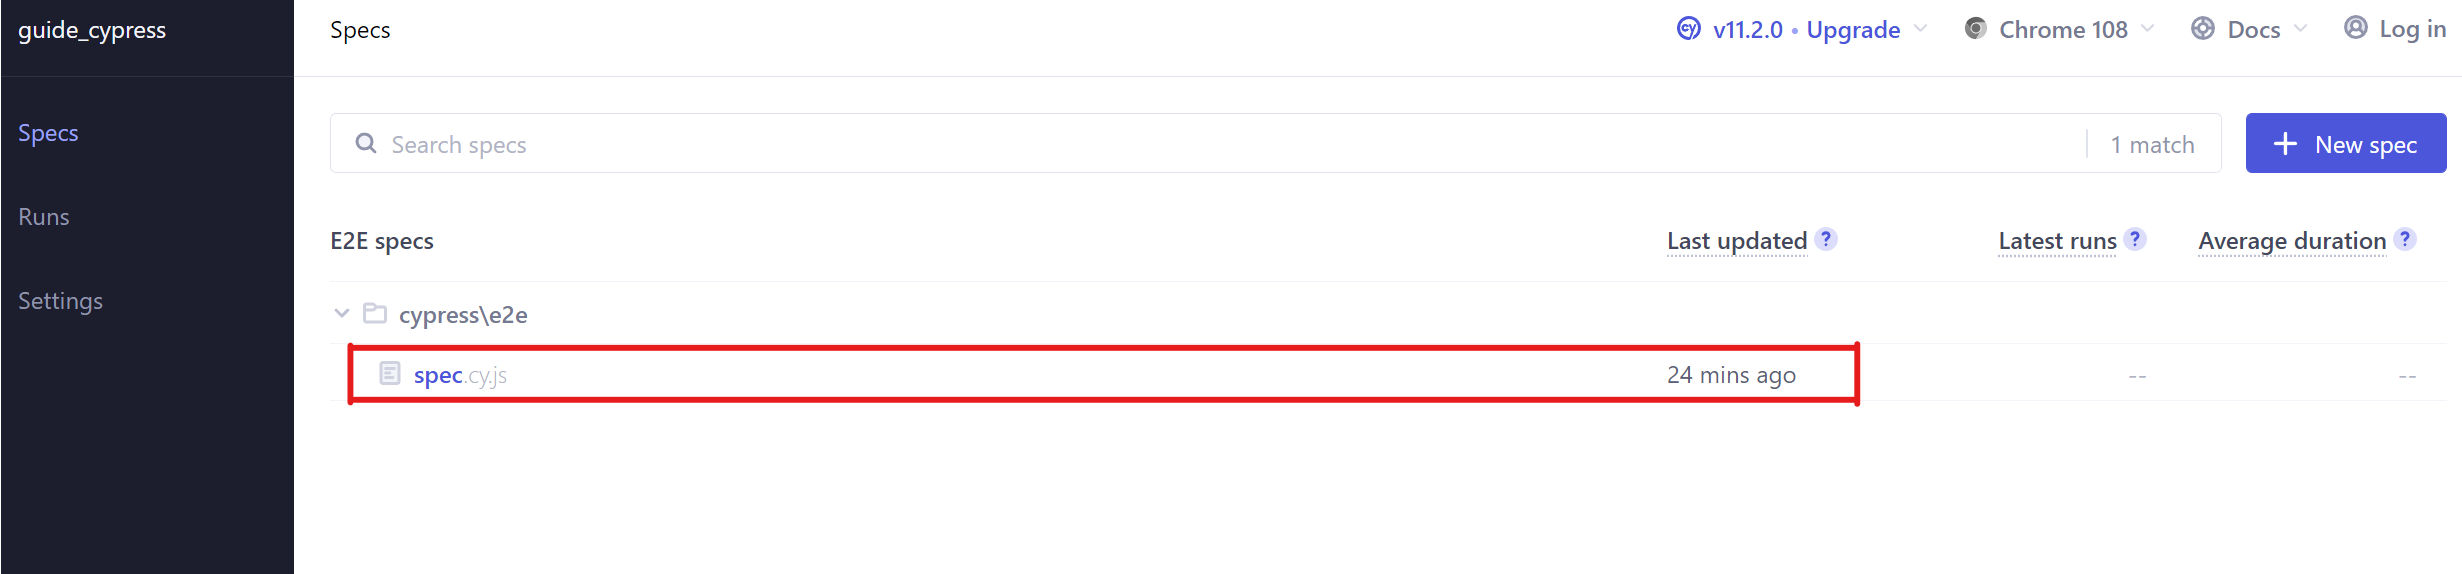 guide_cypress
Specs
Runs
Settings
Specs
v11.2.0 • Upgrade
Chrome 108
Docs
Log in
Search specs
1 match
New spec
E2E specs
Last updated ?
Latest runs ?
Average duration ?
cypress\e2e
spec.cy.js
24 mins ago
--
--